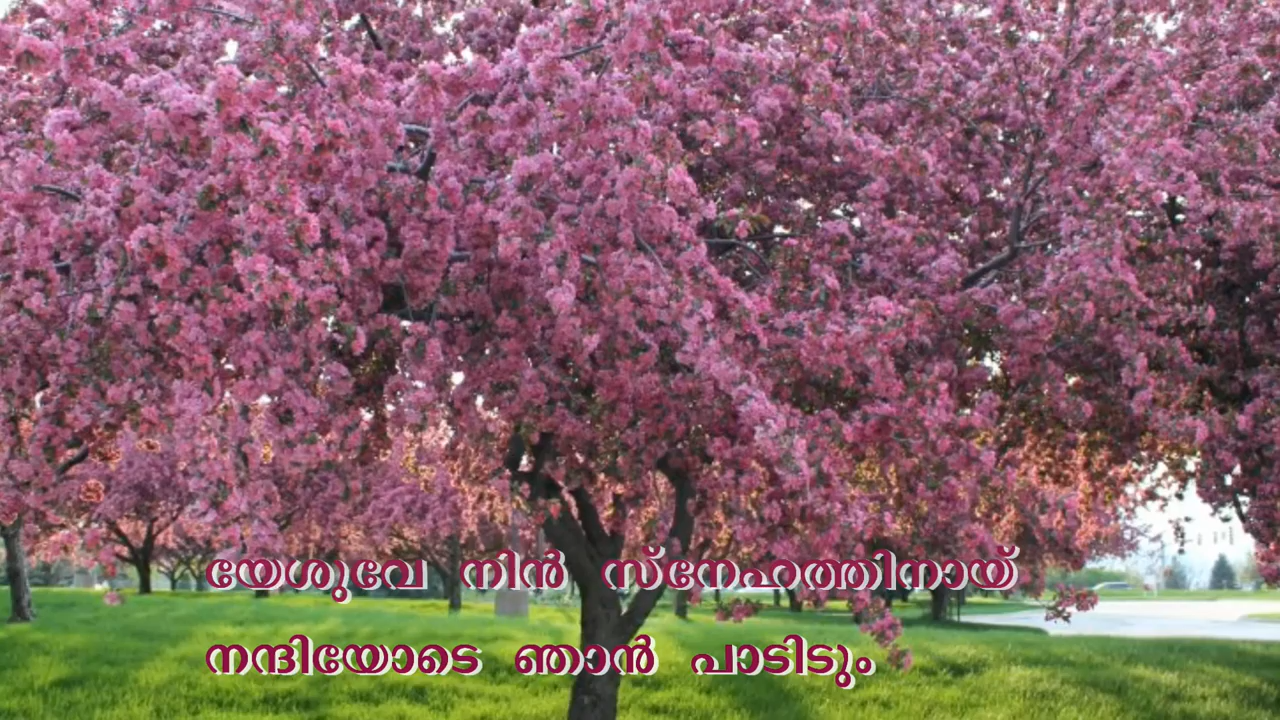 യേശുവേ നിൻ സ്നേഹത്തിനായ്
നന്ദിയോടെ ഞാൻ പാടിടും